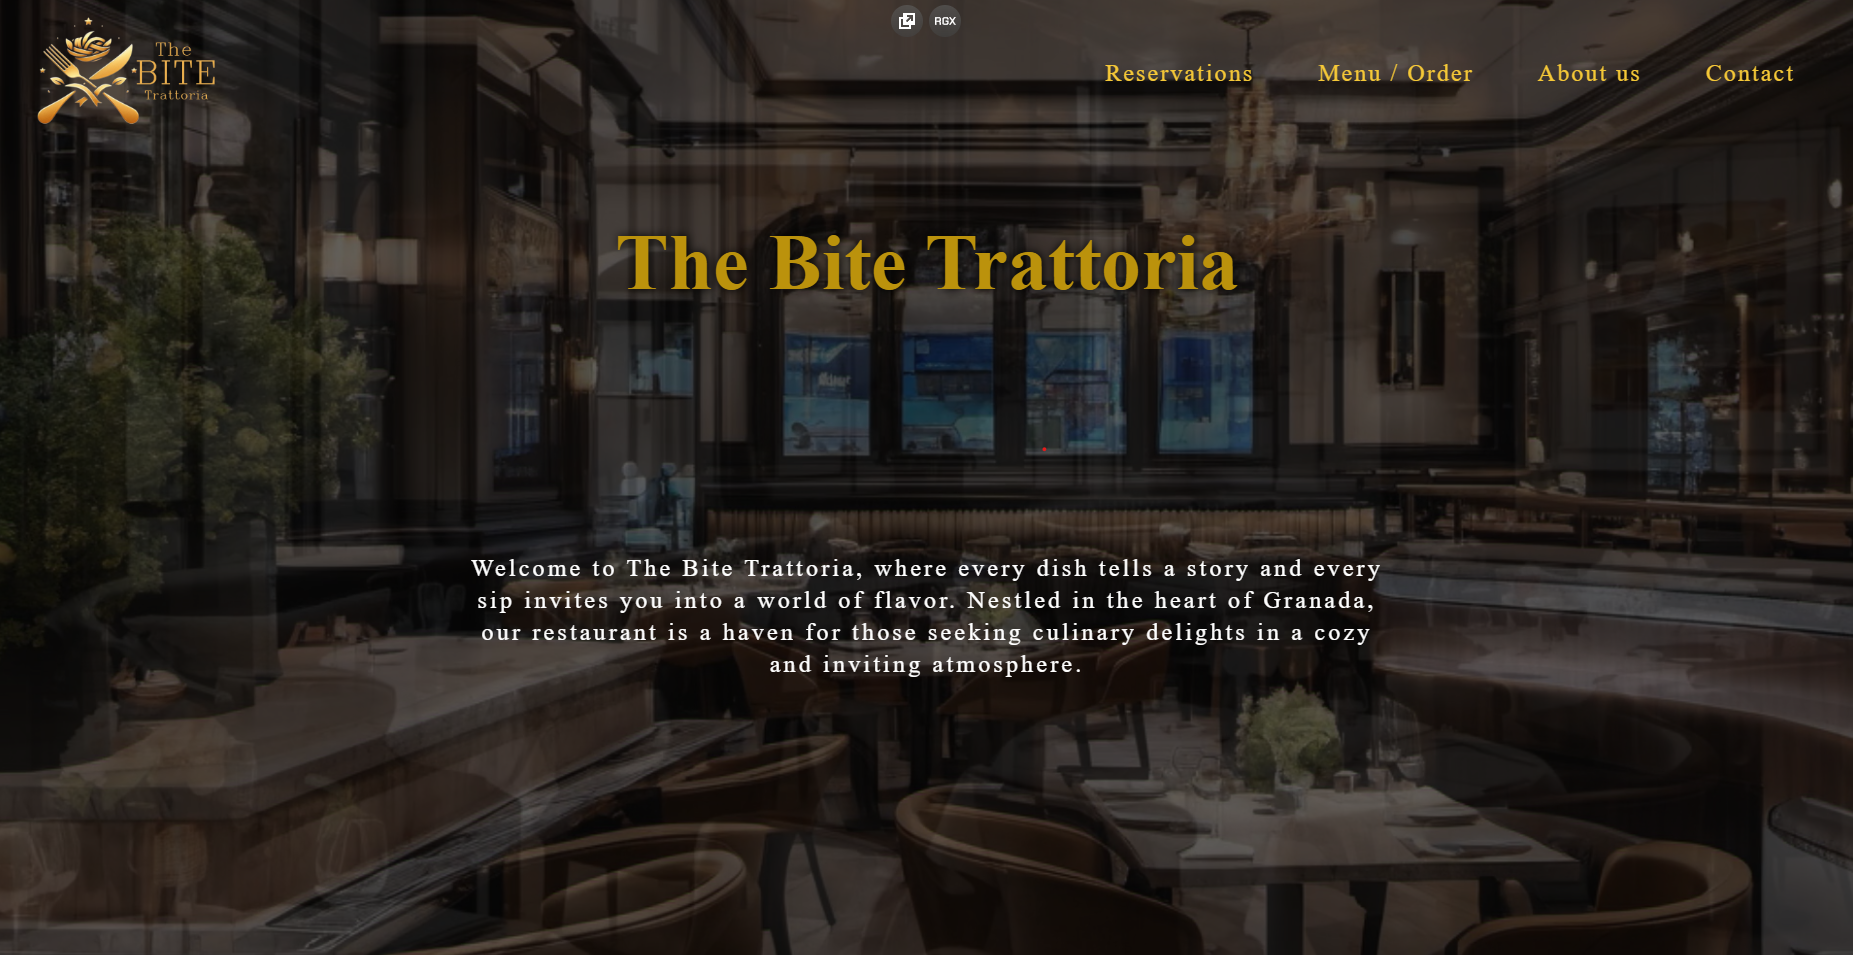 The
BITE
Trattoria
RGX
Reservations
Menu / Order
About us
Contact
The Bite Trattoria
Welcome to The Bite Trattoria, where every dish tells a story and every
sip invites you into a world of flavor. Nestled in the heart of Granada,
our restaurant is a haven for those seeking culinary delights in a cozy
and inviting atmosphere.